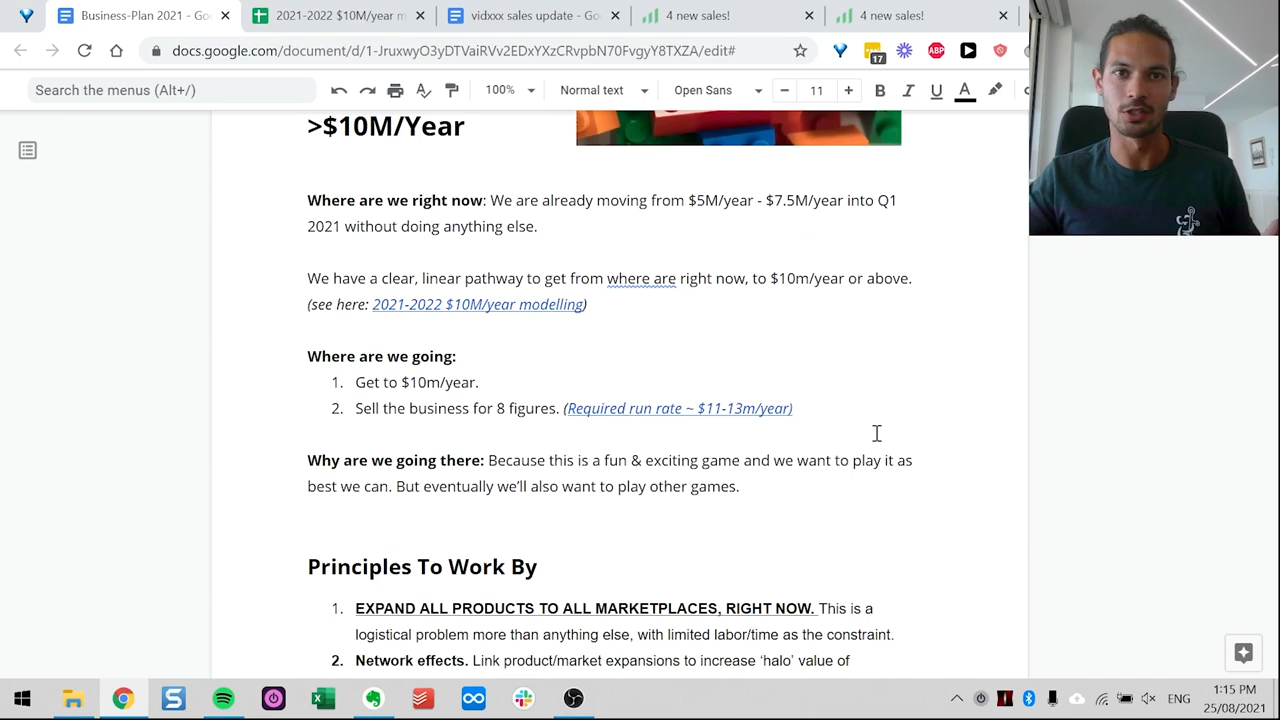 Business-Plan 2021 - Go
2021-2022 $10M/year m
vidxxx sales update - Go
4 new sales!
4 new sales!
docs.google.com/document/d/1-JruxwyO3yDTVaiRVv2EDxYXzCRvpbN70FvgyY8TXZA/edit#
17
ABP
Search the menus (Alt+/)
100%
Normal text
Open Sans
11
B I U A
>$10M/Year
Where are we right now: We are already moving from $5M/year - $7.5M/year into Q1
2021 without doing anything else.
We have a clear, linear pathway to get from where are right now, to $10m/year or above.
(see here: 2021-2022 $10M/year modelling)
Where are we going:
1. Get to $10m/year.
2. Sell the business for 8 figures. (Required run rate ~ $11-13m/year)
Why are we going there: Because this is a fun & exciting game and we want to play it as
best we can. But eventually we'll also want to play other games.
Principles To Work By
1. EXPAND ALL PRODUCTS TO ALL MARKETPLACES, RIGHT NOW. This is a
logistical problem more than anything else, with limited labor/time as the constraint.
2. Network effects. Link product/market expansions to increase ‘halo’ value of
ENG
1:15 PM
25/08/2021